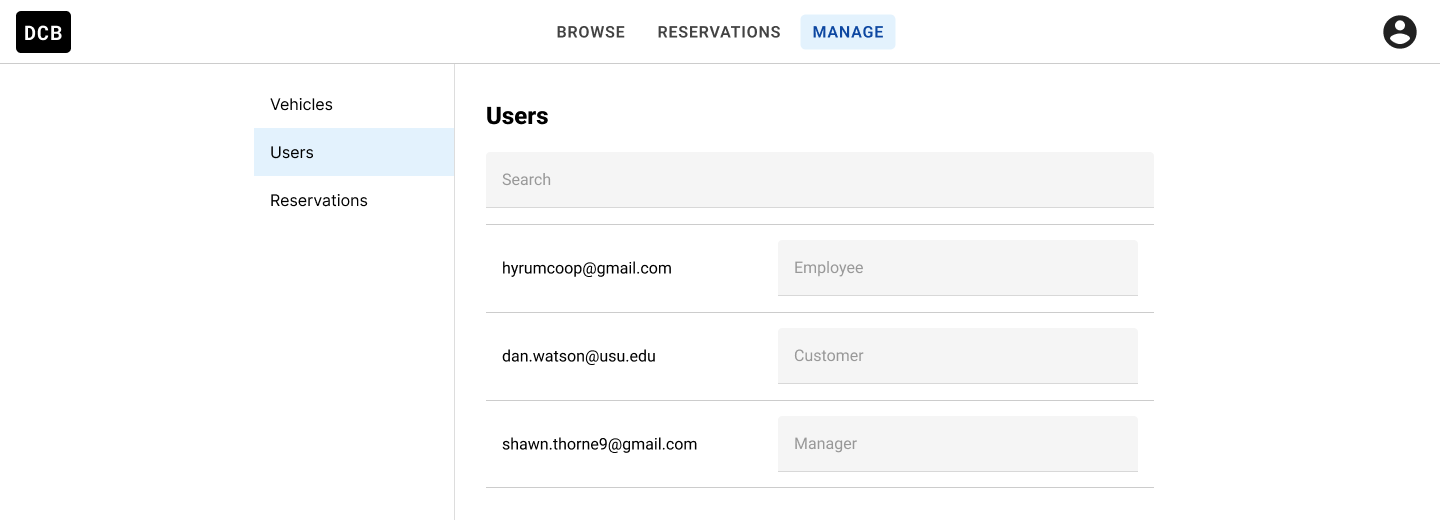 DCB
BROWSE RESERVATIONS MANAGE
Vehicles
Users
Reservations
Users
Search
hyrumcoop@gmail.com Employee
dan.watson@usu.edu Customer
shawn.thorne9@gmail.com Manager